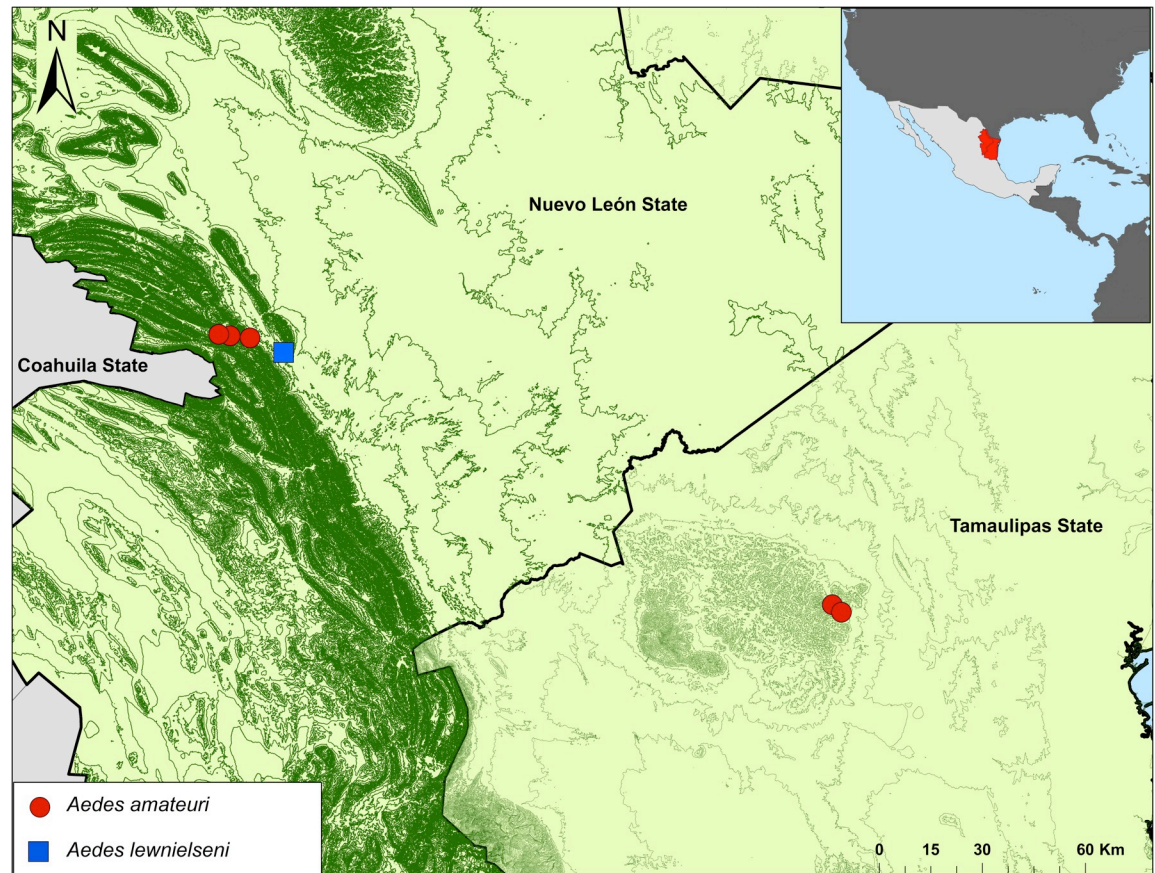 N
Nuevo León State
Coahuila State
Tamaulipas State
Aedes amateuri
Aedes lewnielseni
0 15 30 60 Km